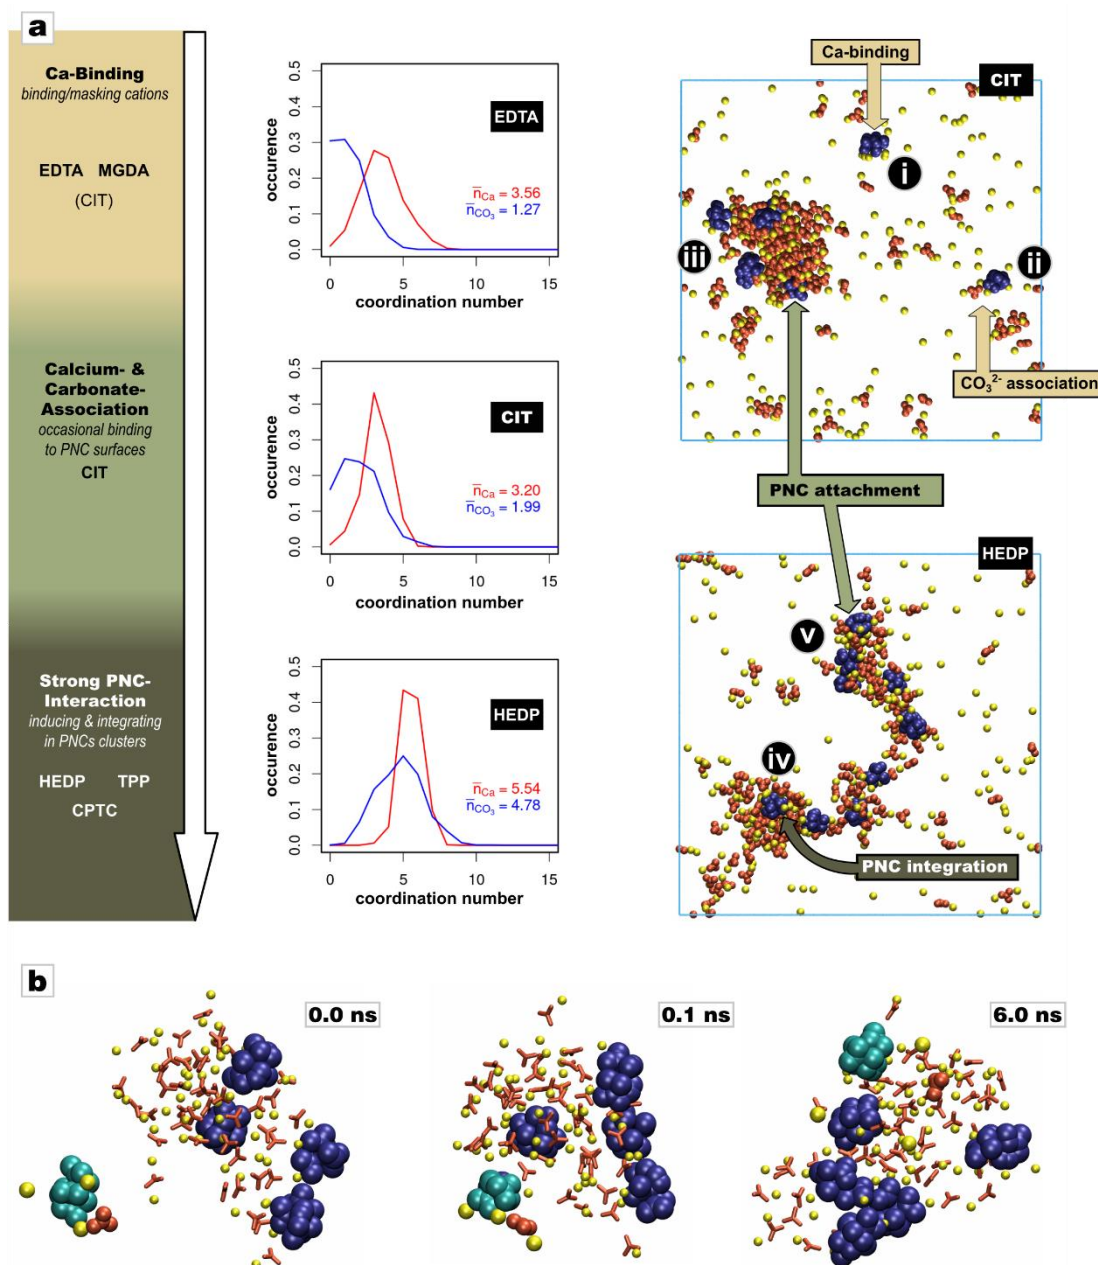 a
Ca-Binding
binding/masking cations
EDTA MGDA
(CIT)
Calcium- &
Carbonate-
Association
occasional binding
to PNC surfaces
CIT
Strong PNC-
Interaction
inducing & integrating
in PNCs clusters
HEDP TPP
CPTC
0.5
0.4
0.3
0.2
0.1
0.0
occurence
EDTA
n̅Ca = 3.56
n̅CO₃ = 1.27
0 5 10 15
coordination number
0.5
0.4
0.3
0.2
0.1
0.0
occurence
CIT
n̅Ca = 3.20
n̅CO₃ = 1.99
0 5 10 15
coordination number
0.5
0.4
0.3
0.2
0.1
0.0
occurence
HEDP
n̅Ca = 5.54
n̅CO₃ = 4.78
0 5 10 15
coordination number
Ca-binding
CIT
i
iii
ii
CO₃²⁻ association
PNC attachment
HEDP
v
iv
PNC integration
b
0.0 ns
0.1 ns
6.0 ns